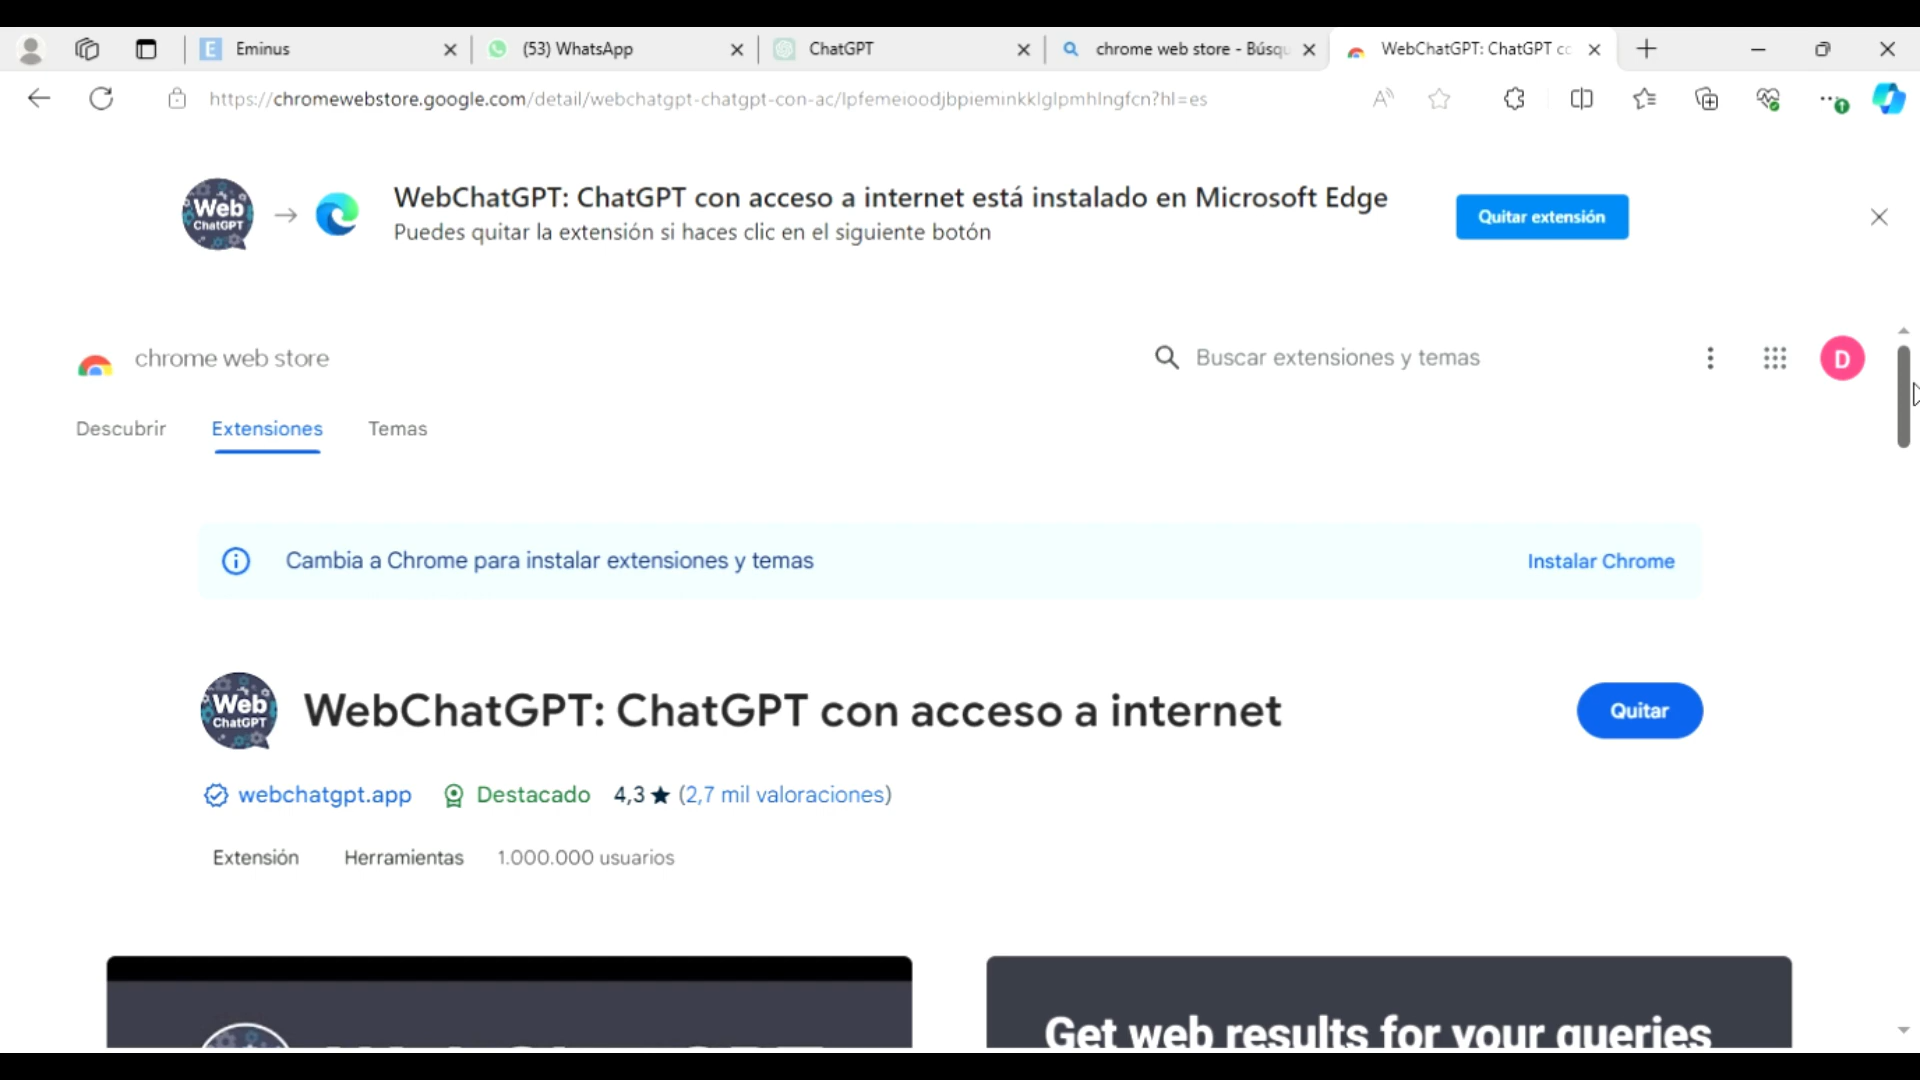 Eminus
(53) WhatsApp
ChatGPT
chrome web store - Búsqu
WebChatGPT: ChatGPT co
https://chromewebstore.google.com/detail/webchatgpt-chatgpt-con-ac/lpfemeioodjbpieminkklglpmhlngfcn?hl=es
Web
ChatGPT
WebChatGPT: ChatGPT con acceso a internet está instalado en Microsoft Edge
Puedes quitar la extensión si haces clic en el siguiente botón
Quitar extensión
chrome web store
Buscar extensiones y temas
D
Descubrir
Extensiones
Temas
Cambia a Chrome para instalar extensiones y temas
Instalar Chrome
Web
ChatGPT
WebChatGPT: ChatGPT con acceso a internet
Quitar
webchatgpt.app
Destacado
4,3★ (2,7 mil valoraciones)
Extensión
Herramientas
1.000.000 usuarios
Get web results for your queries